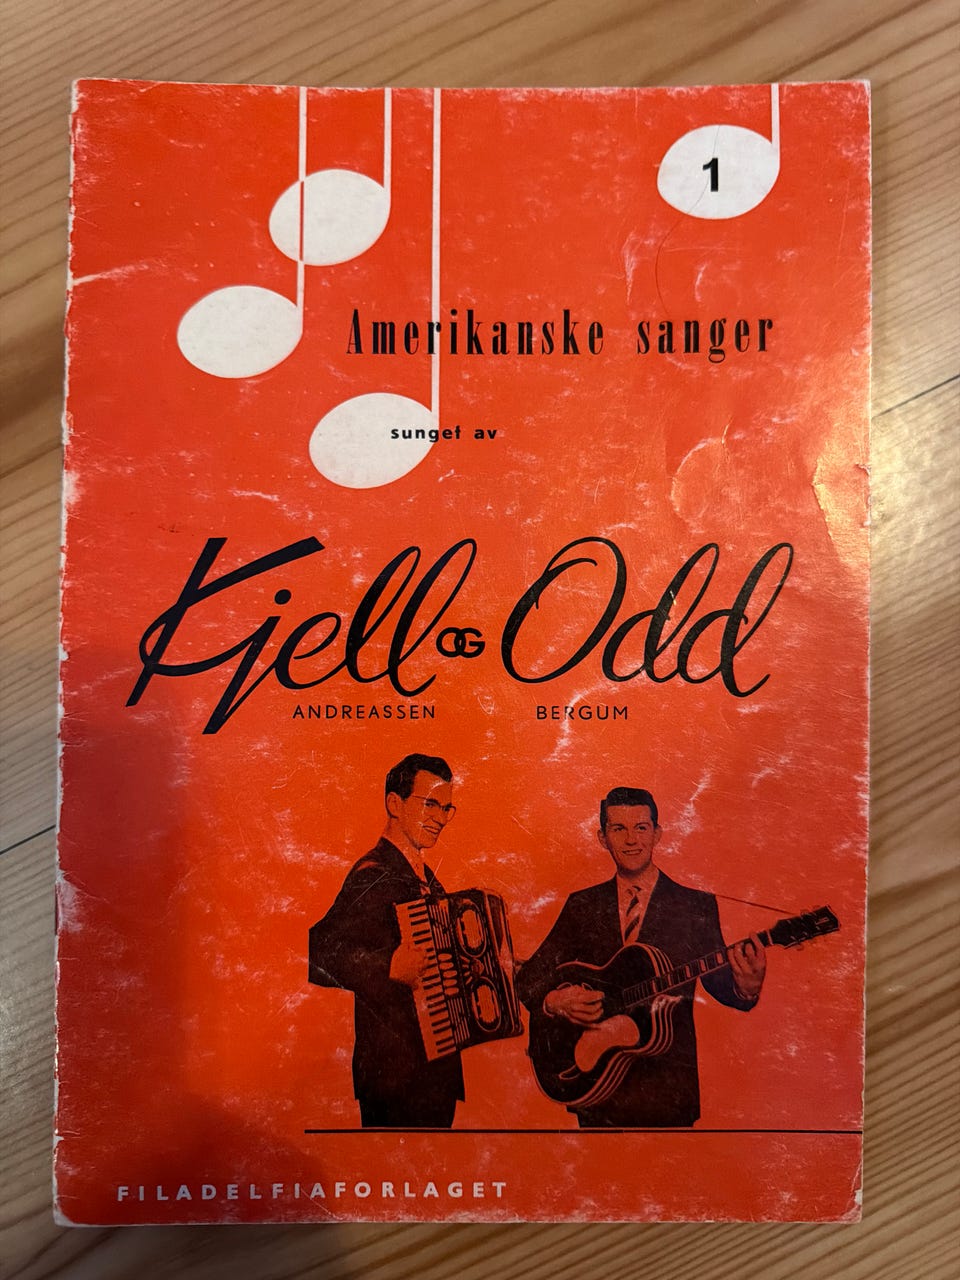 1
Amerikanske sanger
sunget av
Kjell OG Odd
ANDREASSEN BERGUM
FILADELFIAFORLAGET